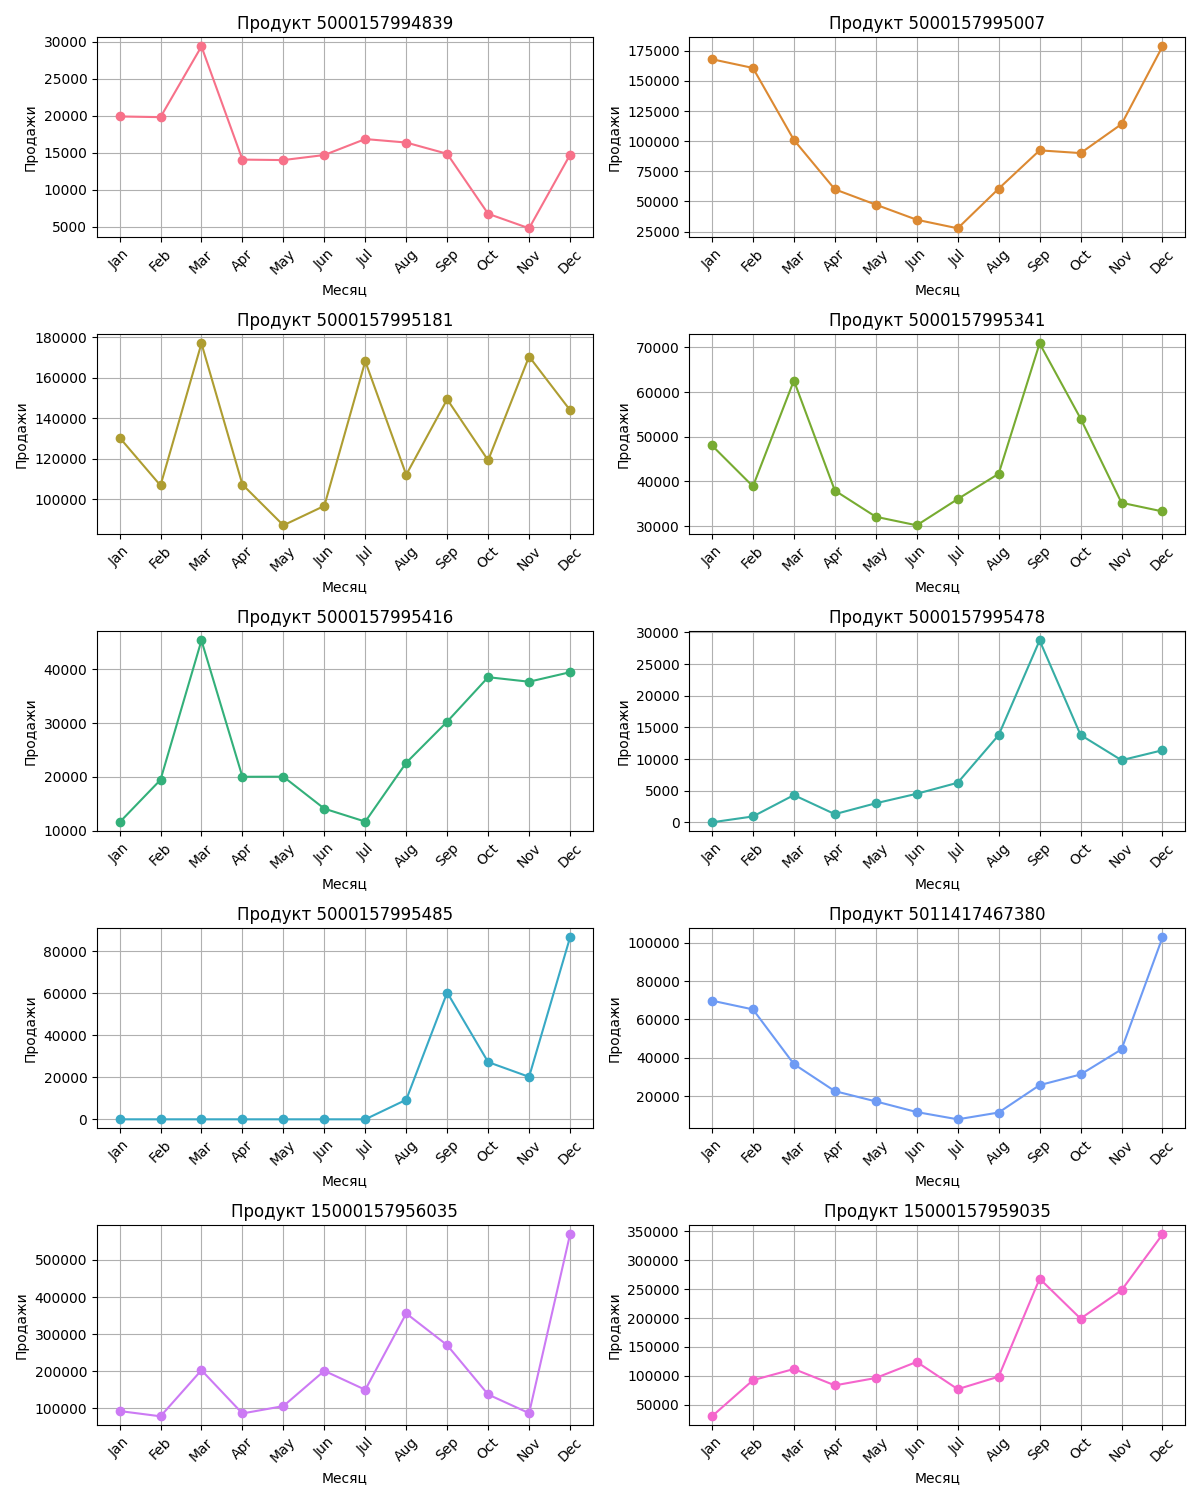 Продукт 5000157994839
30000
25000
20000
15000
10000
5000
Продажи
Jan Feb Mar Apr May Jun Jul Aug Sep Oct Nov Dec
Месяц
Продукт 5000157995007
175000
150000
125000
100000
75000
50000
25000
Продажи
Jan Feb Mar Apr May Jun Jul Aug Sep Oct Nov Dec
Месяц
Продукт 5000157995181
180000
160000
140000
120000
100000
Продажи
Jan Feb Mar Apr May Jun Jul Aug Sep Oct Nov Dec
Месяц
Продукт 5000157995341
70000
60000
50000
40000
30000
Продажи
Jan Feb Mar Apr May Jun Jul Aug Sep Oct Nov Dec
Месяц
Продукт 5000157995416
40000
30000
20000
10000
Продажи
Jan Feb Mar Apr May Jun Jul Aug Sep Oct Nov Dec
Месяц
Продукт 5000157995478
30000
25000
20000
15000
10000
5000
0
Продажи
Jan Feb Mar Apr May Jun Jul Aug Sep Oct Nov Dec
Месяц
Продукт 5000157995485
80000
60000
40000
20000
0
Продажи
Jan Feb Mar Apr May Jun Jul Aug Sep Oct Nov Dec
Месяц
Продукт 5011417467380
100000
80000
60000
40000
20000
Продажи
Jan Feb Mar Apr May Jun Jul Aug Sep Oct Nov Dec
Месяц
Продукт 15000157956035
500000
400000
300000
200000
100000
Продажи
Jan Feb Mar Apr May Jun Jul Aug Sep Oct Nov Dec
Месяц
Продукт 15000157959035
350000
300000
250000
200000
150000
100000
50000
Продажи
Jan Feb Mar Apr May Jun Jul Aug Sep Oct Nov Dec
Месяц